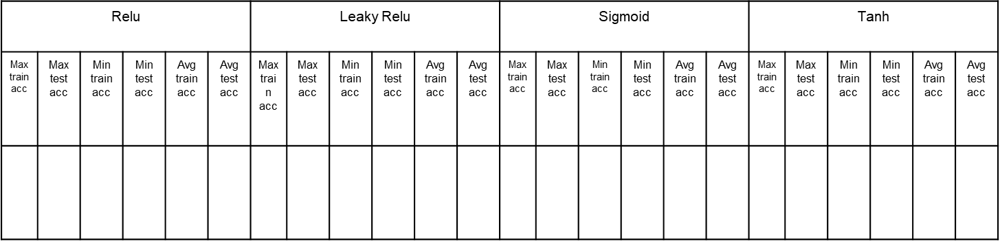 Relu
Leaky Relu
Sigmoid
Tanh
Max
train
acc
Max
test
acc
Min
train
acc
Min
test
acc
Avg
train
acc
Avg
test
acc
Max
trai
n
acc
Max
test
acc
Min
train
acc
Min
test
acc
Avg
train
acc
Avg
test
acc
Max
train
acc
Max
test
acc
Min
train
acc
Min
test
acc
Avg
train
acc
Avg
test
acc
Max
train
acc
Max
test
acc
Min
train
acc
Min
test
acc
Avg
train
acc
Avg
test
acc